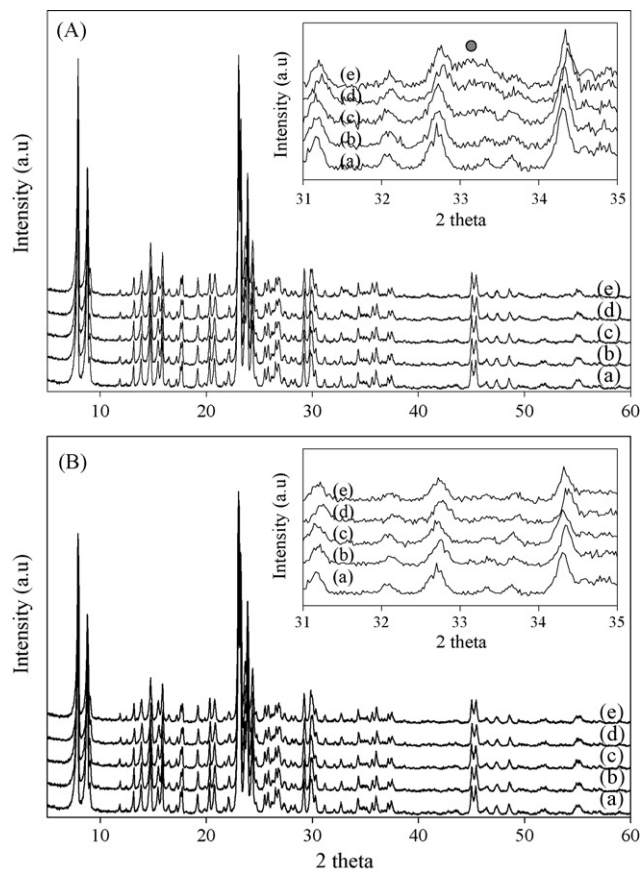 (A)
Intensity (a.u)
Intensity (a.u)
(e)
(d)
(c)
(b)
(a)
31 32 33 34 35
2 theta
(e)
(d)
(c)
(b)
(a)
10 20 30 40 50 60
(B)
Intensity (a.u)
Intensity (a.u)
(e)
(d)
(c)
(b)
(a)
31 32 33 34 35
2 theta
(e)
(d)
(c)
(b)
(a)
10 20 30 40 50 60
2 theta